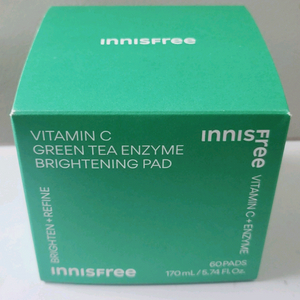 innisfree
VITAMIN C
GREEN TEA ENZYME
BRIGHTENING PAD
innisfree
VITAMIN C + ENZYME
BRIGHTEN + REFINE
innisfree
60 PADS
170 mL / 5.74 FL. Oz.